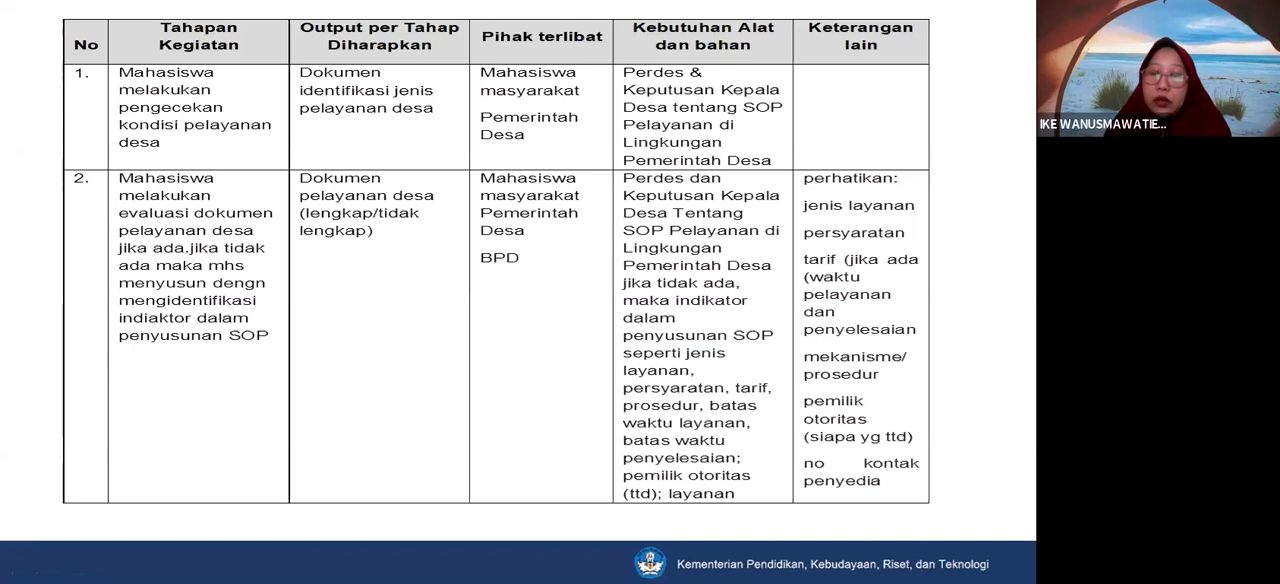 No
Tahapan
Kegiatan
Output per Tahap
Diharapkan
Pihak terlibat
Kebutuhan Alat
dan bahan
Keterangan
lain
1.
Mahasiswa
melakukan
pengecekan
kondisi pelayanan
desa
Dokumen
identifikasi jenis
pelayanan desa
Mahasiswa
masyarakat
Pemerintah
Desa
Perdes &
Keputusan Kepala
Desa tentang SOP
Pelayanan di
Lingkungan
Pemerintah Desa
2.
Mahasiswa
melakukan
evaluasi dokumen
pelayanan desa
jika ada.jika tidak
ada maka mhs
menyusun dengn
mengidentifikasi
indiaktor dalam
penyusunan SOP
Dokumen
pelayanan desa
(lengkap/tidak
lengkap)
Mahasiswa
masyarakat
Pemerintah
Desa
BPD
Perdes dan
Keputusan Kepala
Desa Tentang
SOP Pelayanan di
Lingkungan
Pemerintah Desa
jika tidak ada,
maka indikator
dalam
penyusunan SOP
seperti jenis
layanan,
persyaratan, tarif,
prosedur, batas
waktu layanan,
batas waktu
penyelesaian;
pemilik otoritas
(ttd); layanan
perhatikan:
jenis layanan
persyaratan
tarif (jika ada
(waktu
pelayanan
dan
penyelesaian
mekanisme/
prosedur
pemilik
otoritas
(siapa yg ttd)
no kontak
penyedia
IKE WANUSMAWATIE...
Kementerian Pendidikan, Kebudayaan, Riset, dan Teknologi